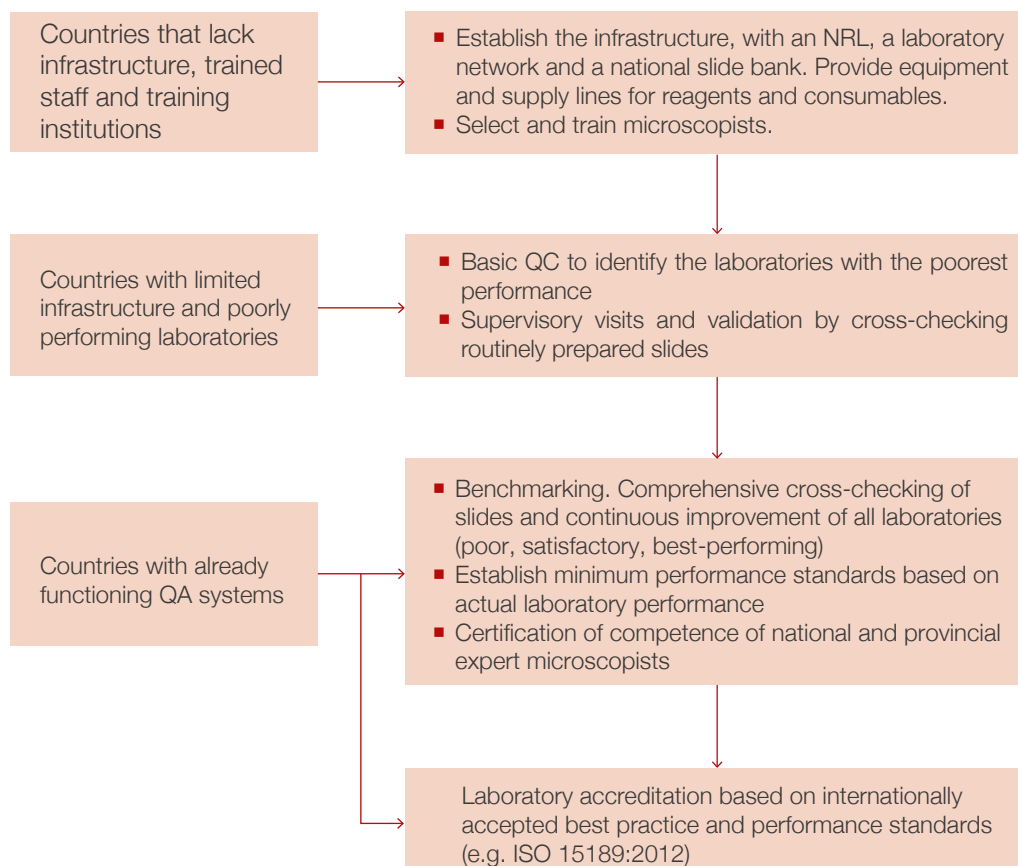 Countries that lack
infrastructure, trained
staff and training
institutions
■ Establish the infrastructure, with an NRL, a laboratory
network and a national slide bank. Provide equipment
and supply lines for reagents and consumables.
■ Select and train microscopists.
Countries with limited
infrastructure and poorly
performing laboratories
■ Basic QC to identify the laboratories with the poorest
performance
■ Supervisory visits and validation by cross-checking
routinely prepared slides
Countries with already
functioning QA systems
■ Benchmarking. Comprehensive cross-checking of
slides and continuous improvement of all laboratories
(poor, satisfactory, best-performing)
■ Establish minimum performance standards based on
actual laboratory performance
■ Certification of competence of national and provincial
expert microscopists
Laboratory accreditation based on internationally
accepted best practice and performance standards
(e.g. ISO 15189:2012)